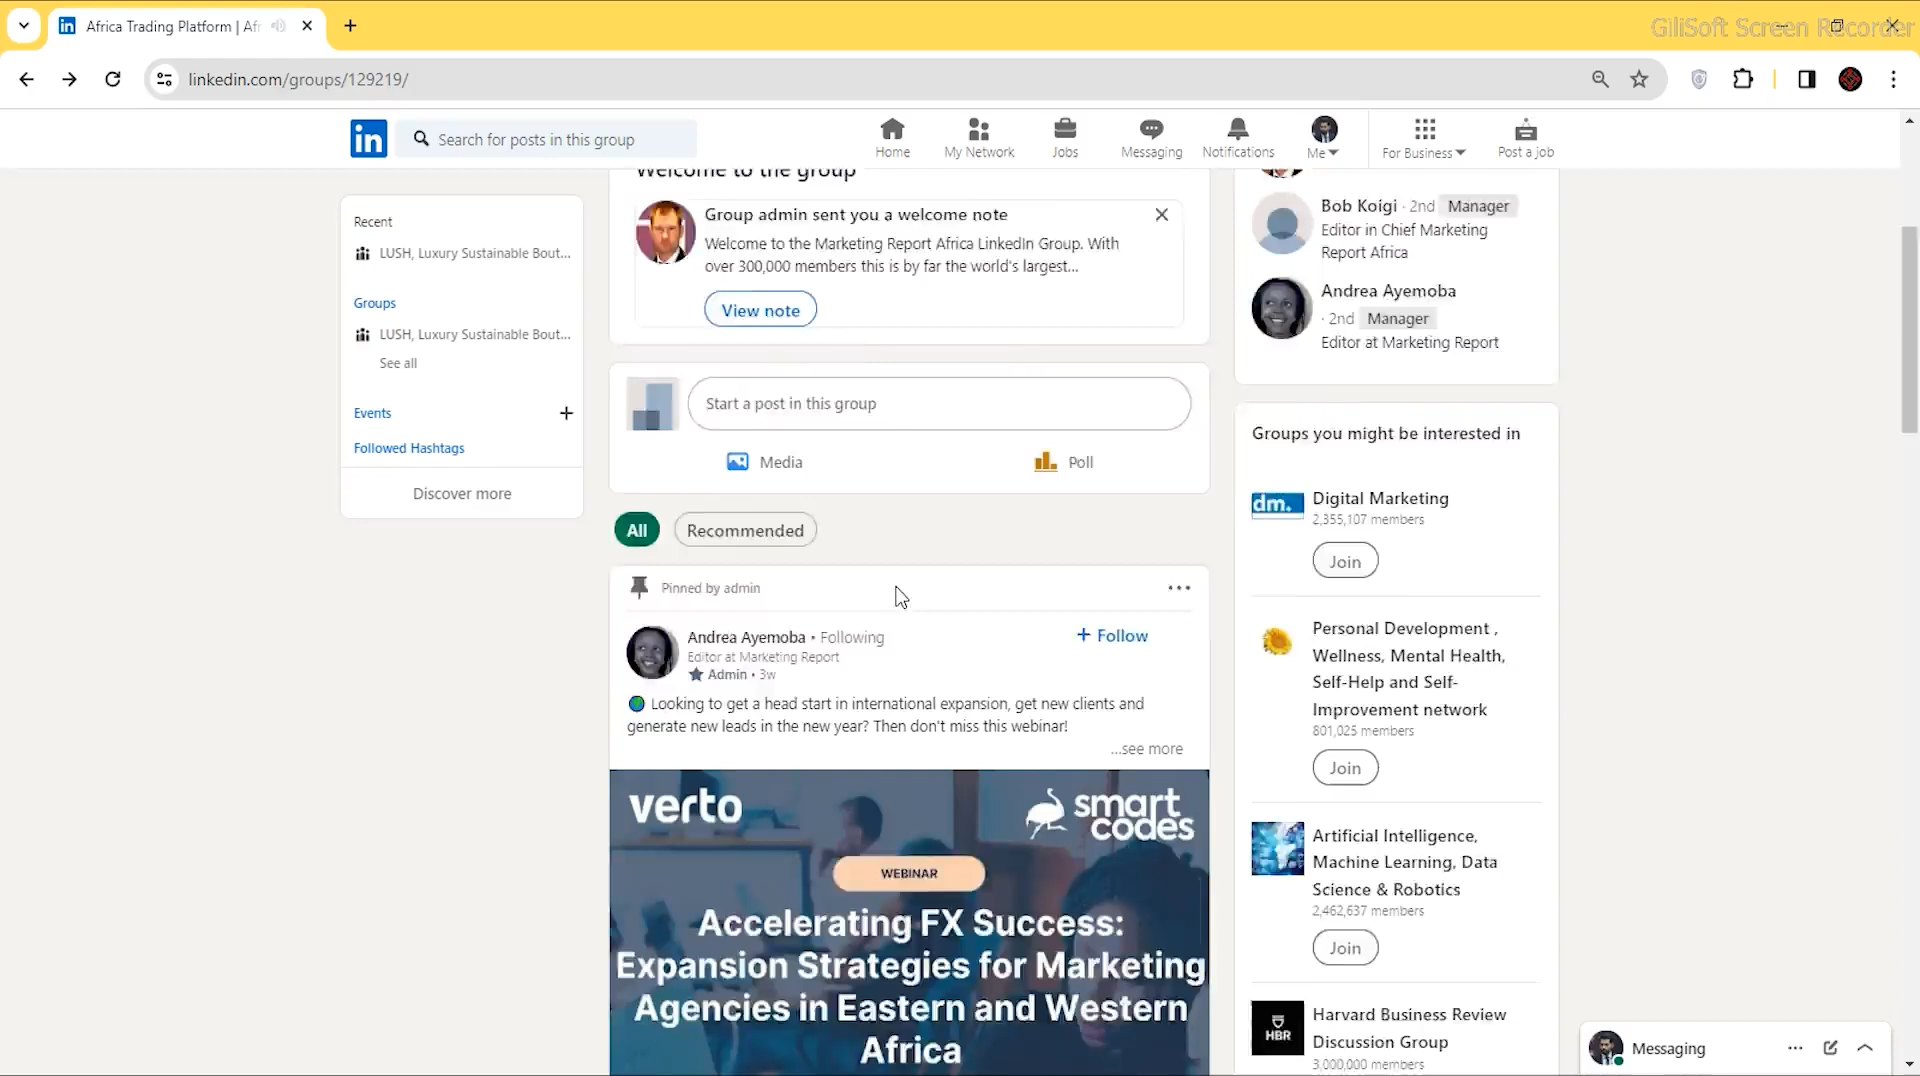 Africa Trading Platform | Afr
GiliSoft Screen Recorder
linkedin.com/groups/129219/
in
Search for posts in this group
Home
My Network
Jobs
Messaging
Notifications
Me
For Business
Post a job
Recent
LUSH, Luxury Sustainable Bout...
Groups
LUSH, Luxury Sustainable Bout...
See all
Events
Followed Hashtags
Discover more
Welcome to the group
Group admin sent you a welcome note
Welcome to the Marketing Report Africa LinkedIn Group. With
over 300,000 members this is by far the world's largest...
View note
Start a post in this group
Media
Poll
All
Recommended
Pinned by admin
Andrea Ayemoba • Following
+ Follow
Editor at Marketing Report
Admin • 3w
Looking to get a head start in international expansion, get new clients and
generate new leads in the new year? Then don't miss this webinar!
...see more
verto
smart
codes
WEBINAR
Accelerating FX Success:
Expansion Strategies for Marketing
Agencies in Eastern and Western
Africa
Bob Koigi · 2nd Manager
Editor in Chief Marketing
Report Africa
Andrea Ayemoba
· 2nd Manager
Editor at Marketing Report
Groups you might be interested in
dm.
Digital Marketing
2,355,107 members
Join
Personal Development ,
Wellness, Mental Health,
Self-Help and Self-
Improvement network
801,025 members
Join
Artificial Intelligence,
Machine Learning, Data
Science & Robotics
2,462,637 members
Join
HBR
Harvard Business Review
Discussion Group
3,000,000 members
Messaging